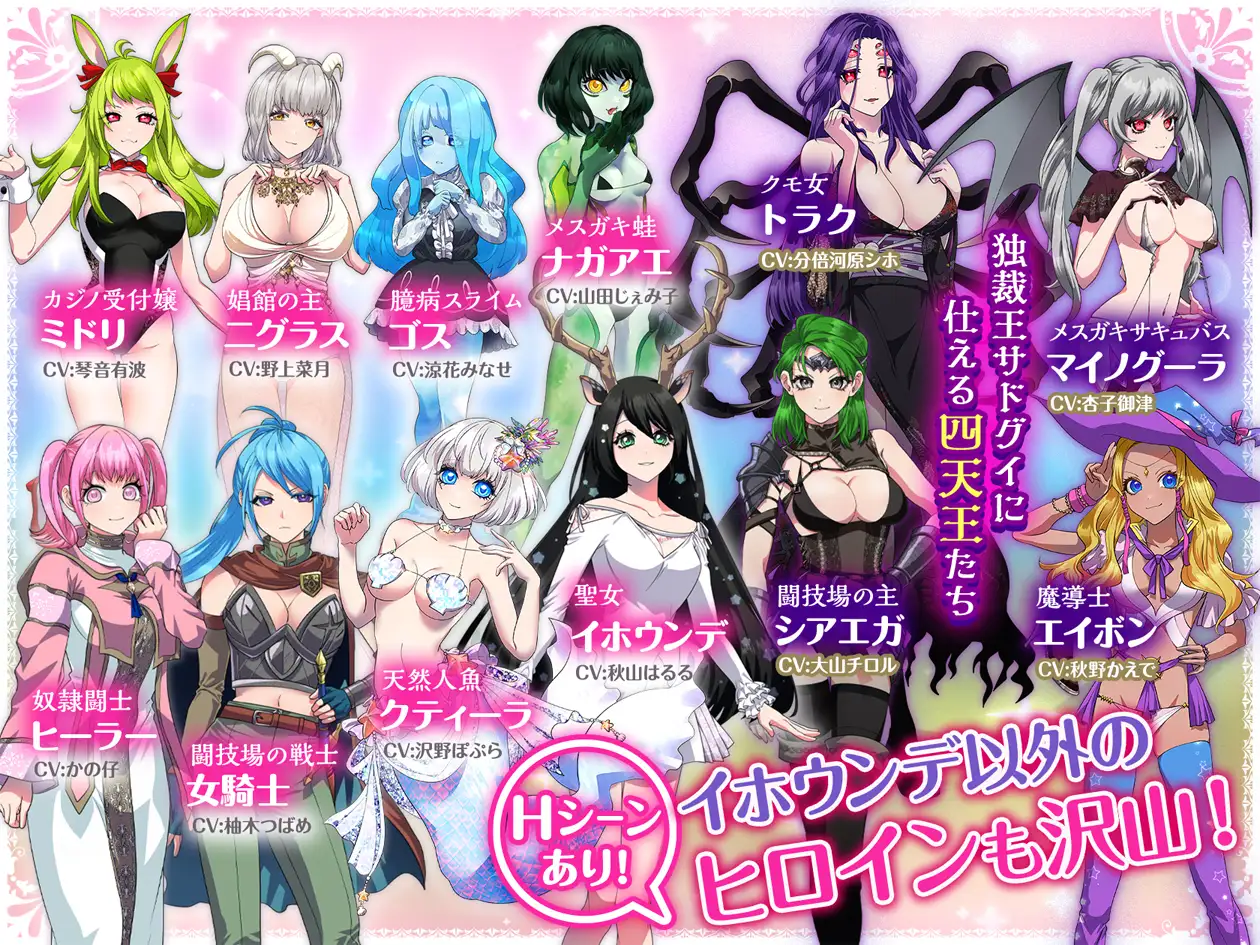 カジノ受付嬢
ミドリ
CV:琴音有波
娼館の主
ニグラス
CV:野上菜月
臆病スライム
ゴス
CV:涼花みなせ
メスガキ蛙
ナガアエ
CV:山田じぇみ子
クモ女
トラク
CV:分倍河原シホ
独裁王サドグイに
仕える四天王たち
メスガキサキュバス
マイノグーラ
CV:杏子御津
奴隷闘士
ヒーラー
CV:かの仔
闘技場の戦士
女騎士
CV:柚木つばめ
天然人魚
クティーラ
CV:沢野ぽぷら
聖女
イホウンデ
CV:秋山はるる
闘技場の主
シアエガ
CV:大山チロル
魔導士
エイボン
CV:秋野かえで
Hシーン
あり!
イホウンデ以外の
ヒロインも沢山!